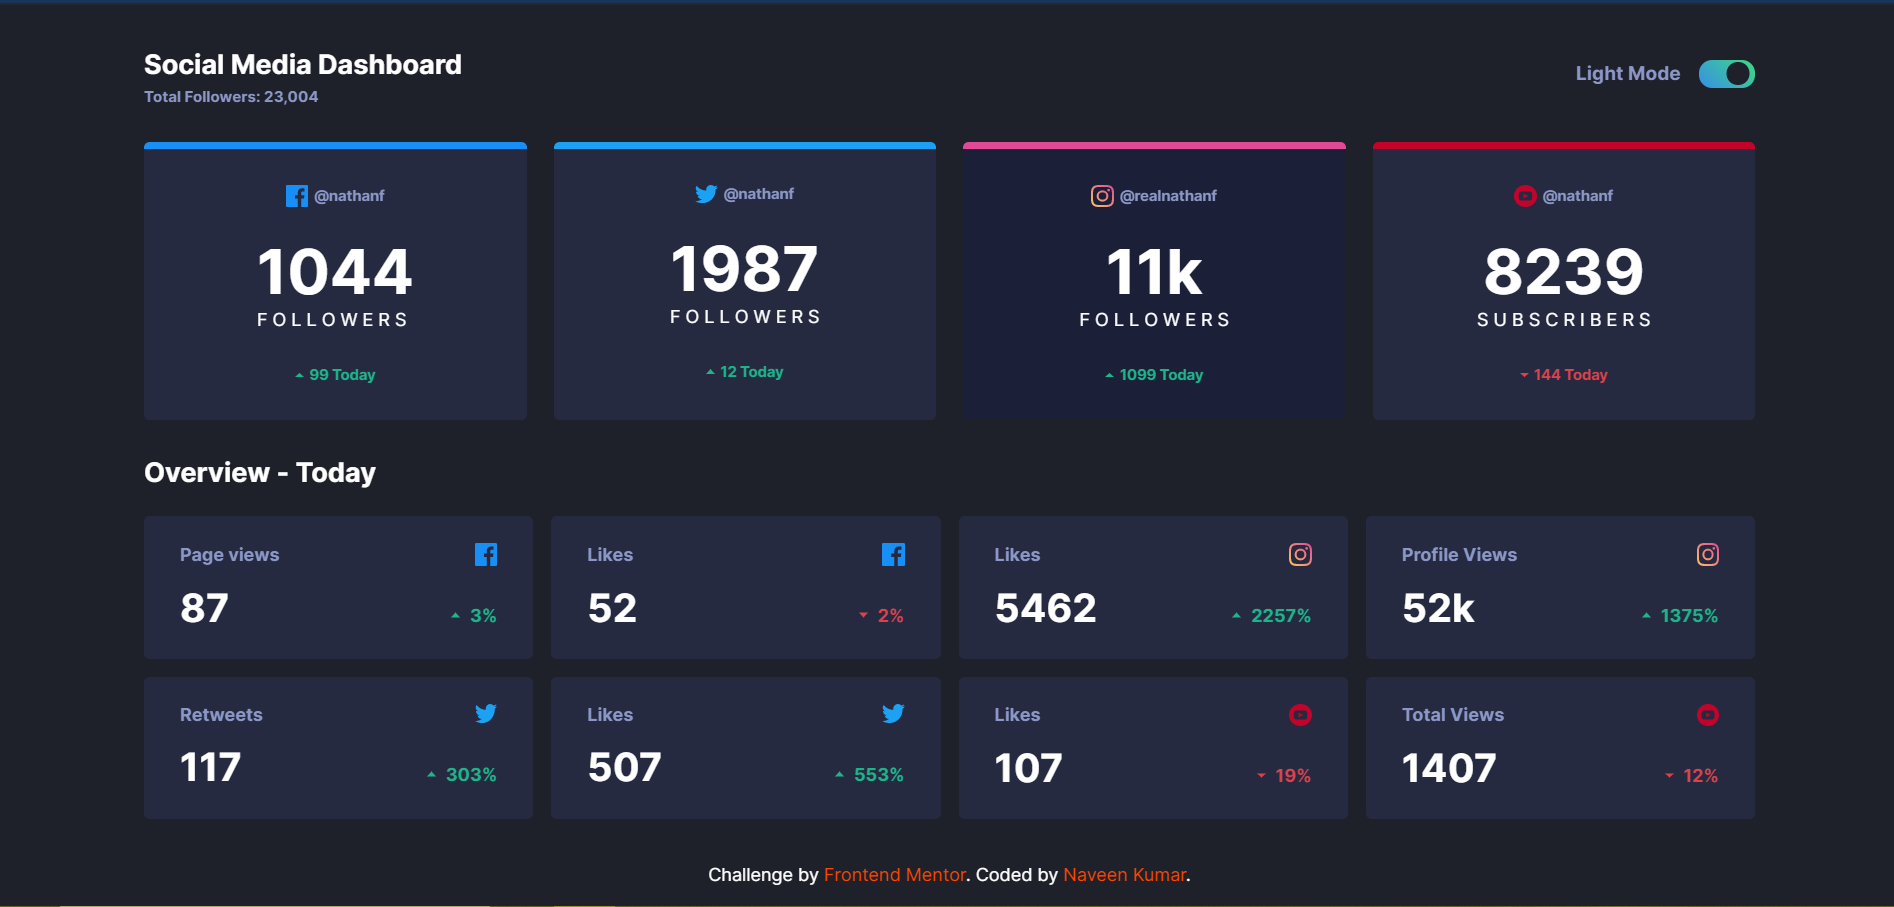 Social Media Dashboard
Total Followers: 23,004
Light Mode
@nathanf
1044
FOLLOWERS
99 Today
@nathanf
1987
FOLLOWERS
12 Today
@realnathanf
11k
FOLLOWERS
1099 Today
@nathanf
8239
SUBSCRIBERS
144 Today
Overview - Today
Page views
87
3%
Likes
52
2%
Likes
5462
2257%
Profile Views
52k
1375%
Retweets
117
303%
Likes
507
553%
Likes
107
19%
Total Views
1407
12%
Challenge by Frontend Mentor. Coded by Naveen Kumar.